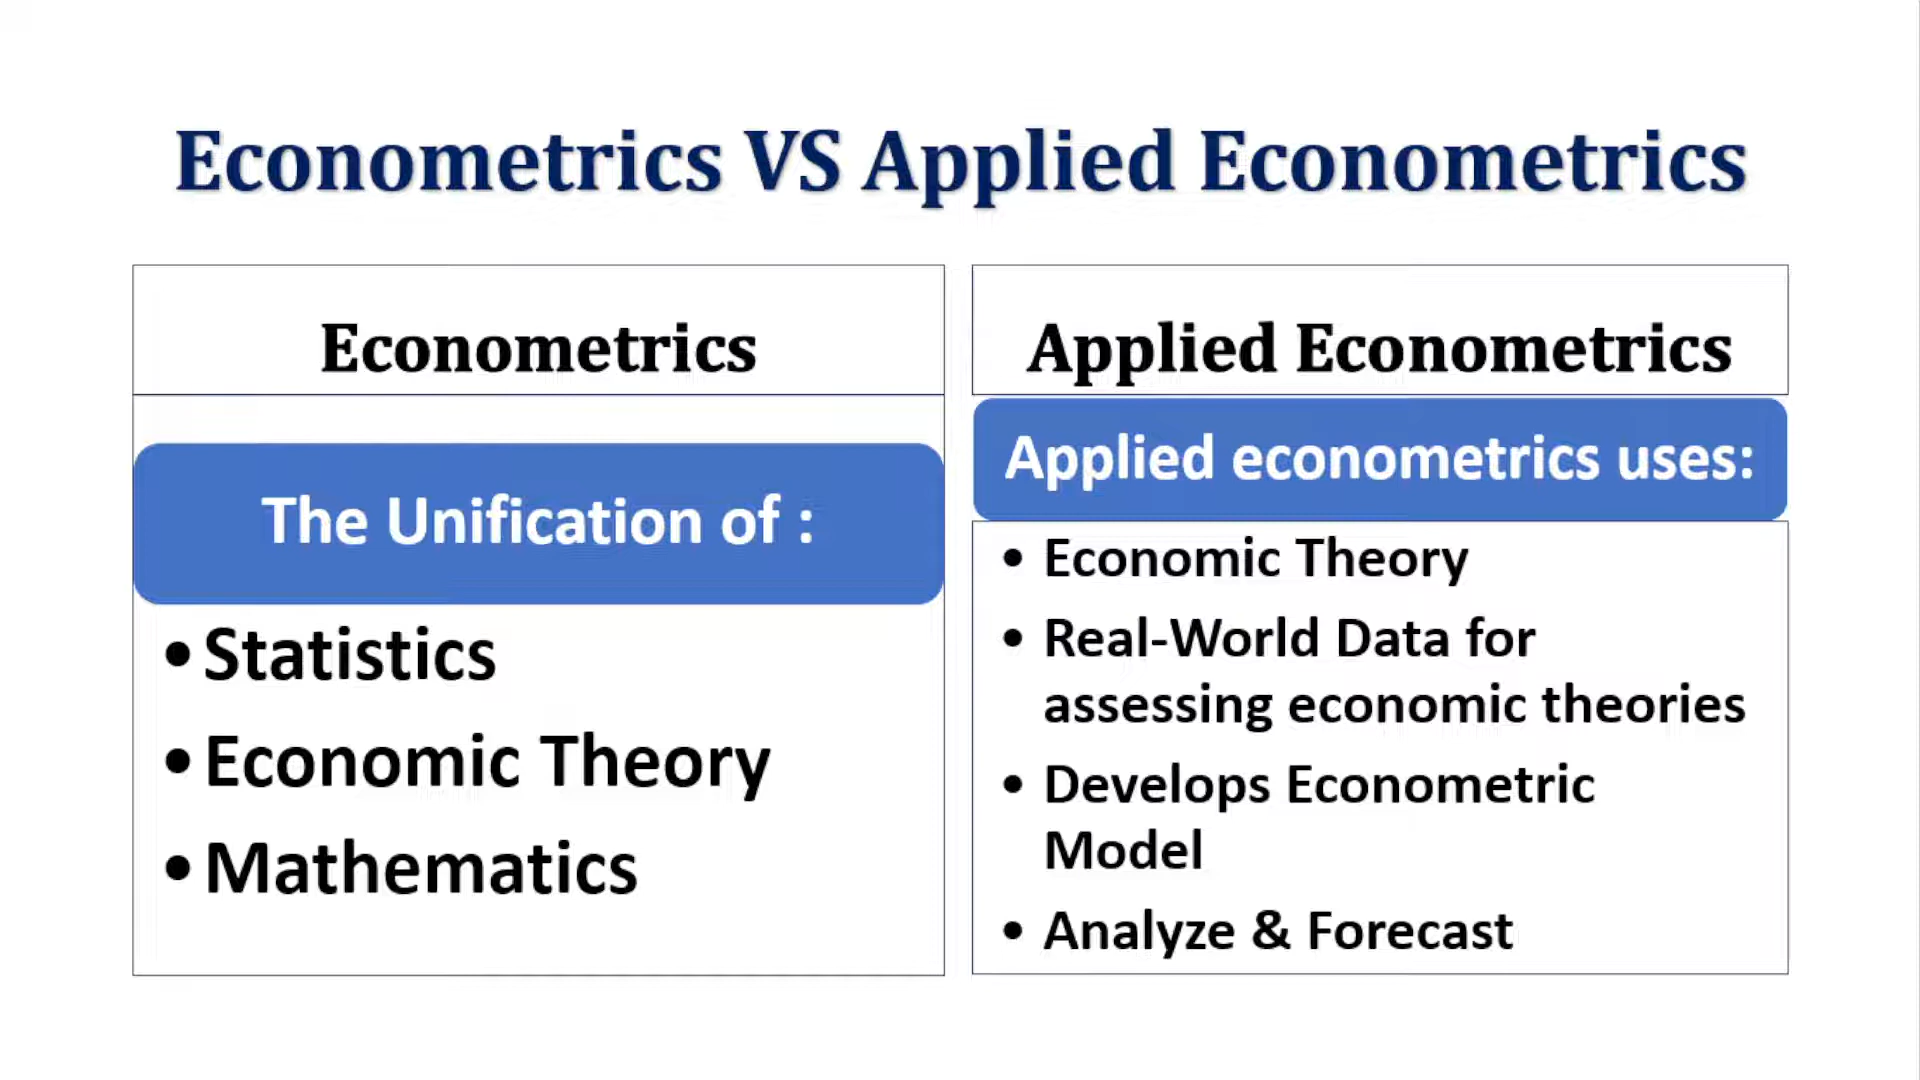 Econometrics VS Applied Econometrics
Econometrics
The Unification of :
• Statistics
• Economic Theory
• Mathematics
Applied Econometrics
Applied econometrics uses:
• Economic Theory
• Real-World Data for
assessing economic theories
• Develops Econometric
Model
• Analyze & Forecast